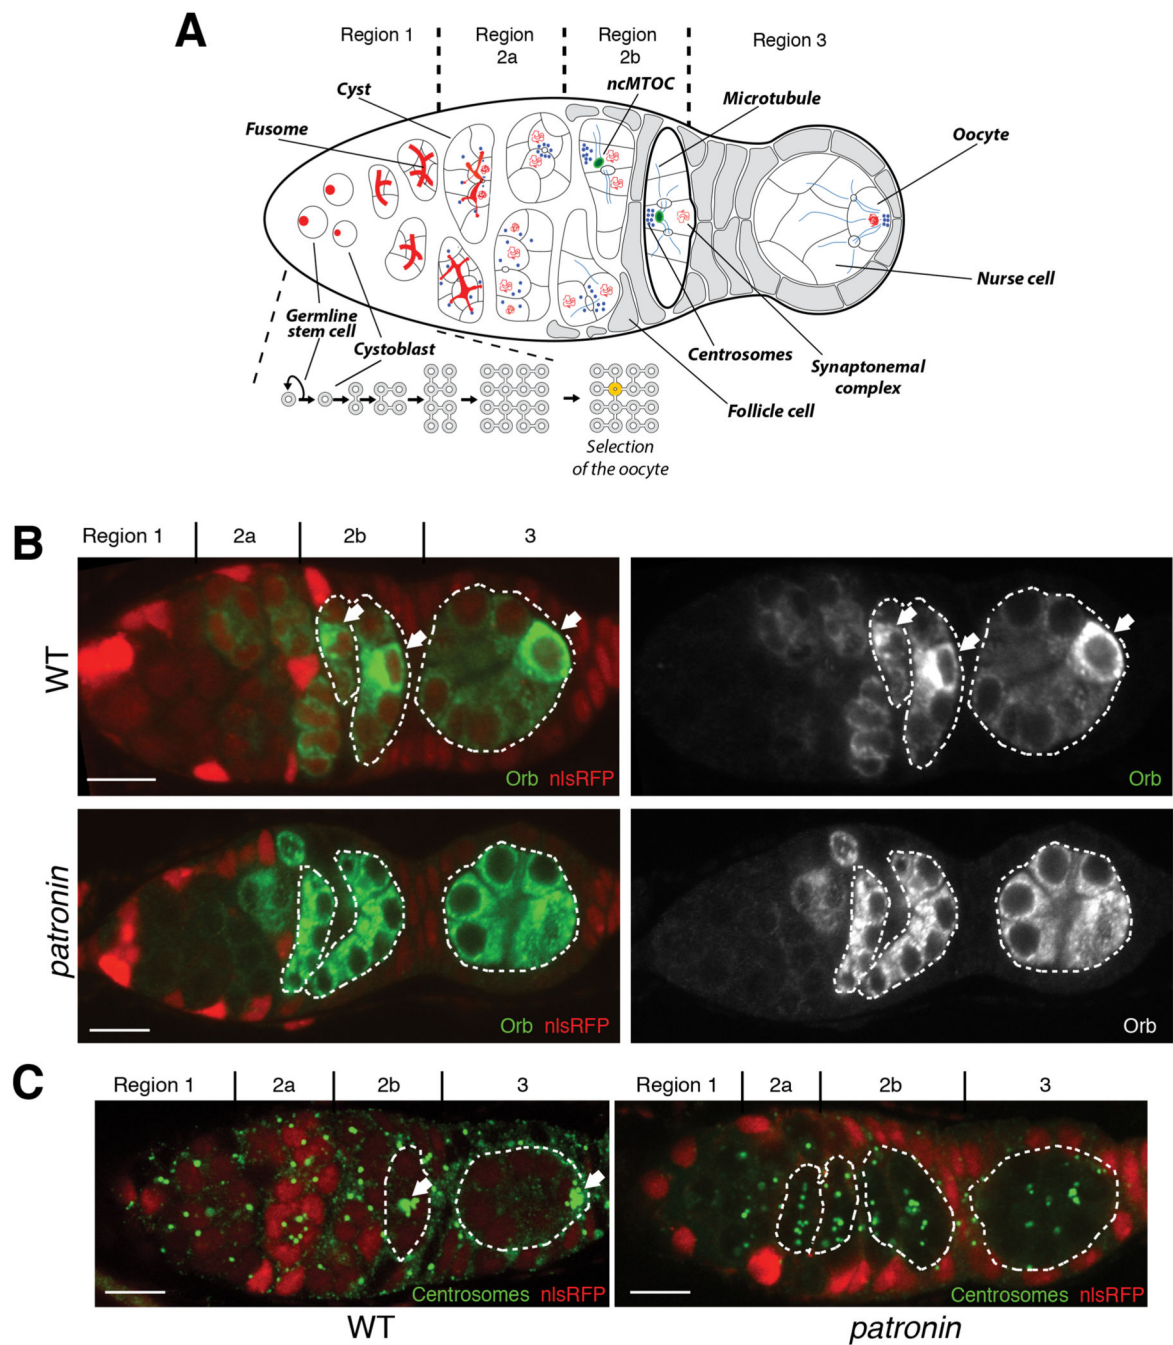 A
Region 1
Region
2a
Region
2b
Region 3
Cyst
ncMTOC
Microtubule
Fusome
Oocyte
Nurse cell
Germline
stem cell
Cystoblast
Centrosomes
Synaptonemal
complex
Follicle cell
Selection
of the oocyte
B
Region 1 2a 2b 3
WT
Orb nlsRFP
Orb
patronin
Orb nlsRFP
Orb
C
Region 1 2a 2b 3
Region 1 2a 2b 3
Centrosomes nlsRFP
Centrosomes nlsRFP
WT
patronin